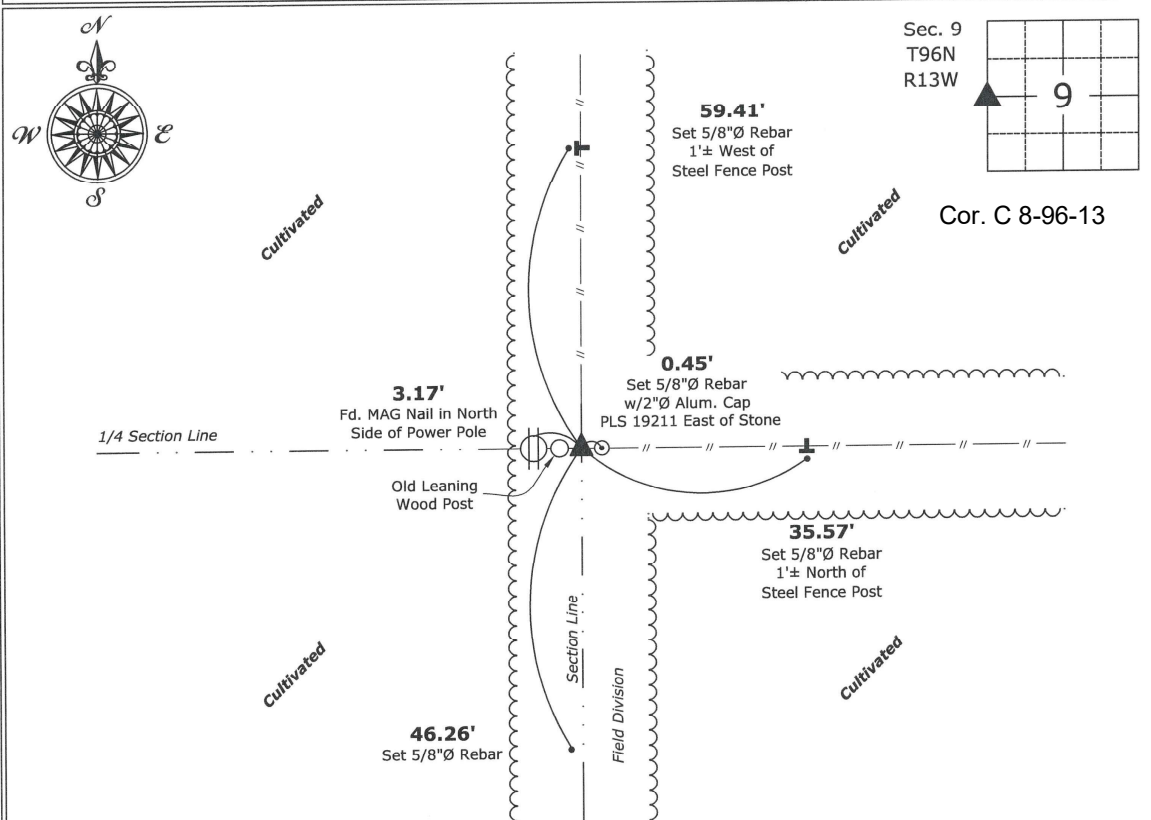 N
W
E
S
Sec. 9
T96N
R13W
9
Cor. C 8-96-13
59.41'
Set 5/8"Ø Rebar
1'± West of
Steel Fence Post
Cultivated
Cultivated
3.17'
Fd. MAG Nail in North
Side of Power Pole
0.45'
Set 5/8"Ø Rebar
w/2"Ø Alum. Cap
PLS 19211 East of Stone
1/4 Section Line
Old Leaning
Wood Post
35.57'
Set 5/8"Ø Rebar
1'± North of
Steel Fence Post
Section Line
Field Division
Cultivated
Cultivated
46.26'
Set 5/8"Ø Rebar